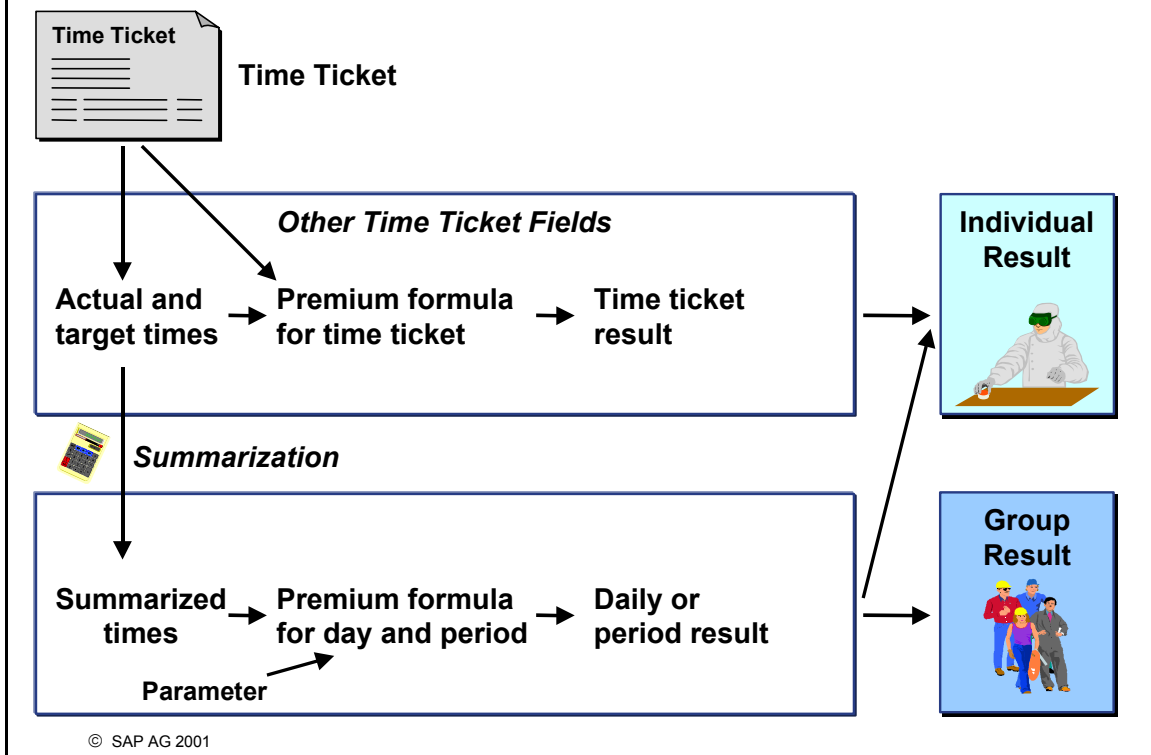 Time Ticket
Time Ticket
Other Time Ticket Fields
Actual and
target times
Premium formula
for time ticket
Time ticket
result
Individual
Result
Summarization
Summarized
times
Premium formula
for day and period
Daily or
period result
Parameter
Group
Result
© SAP AG 2001